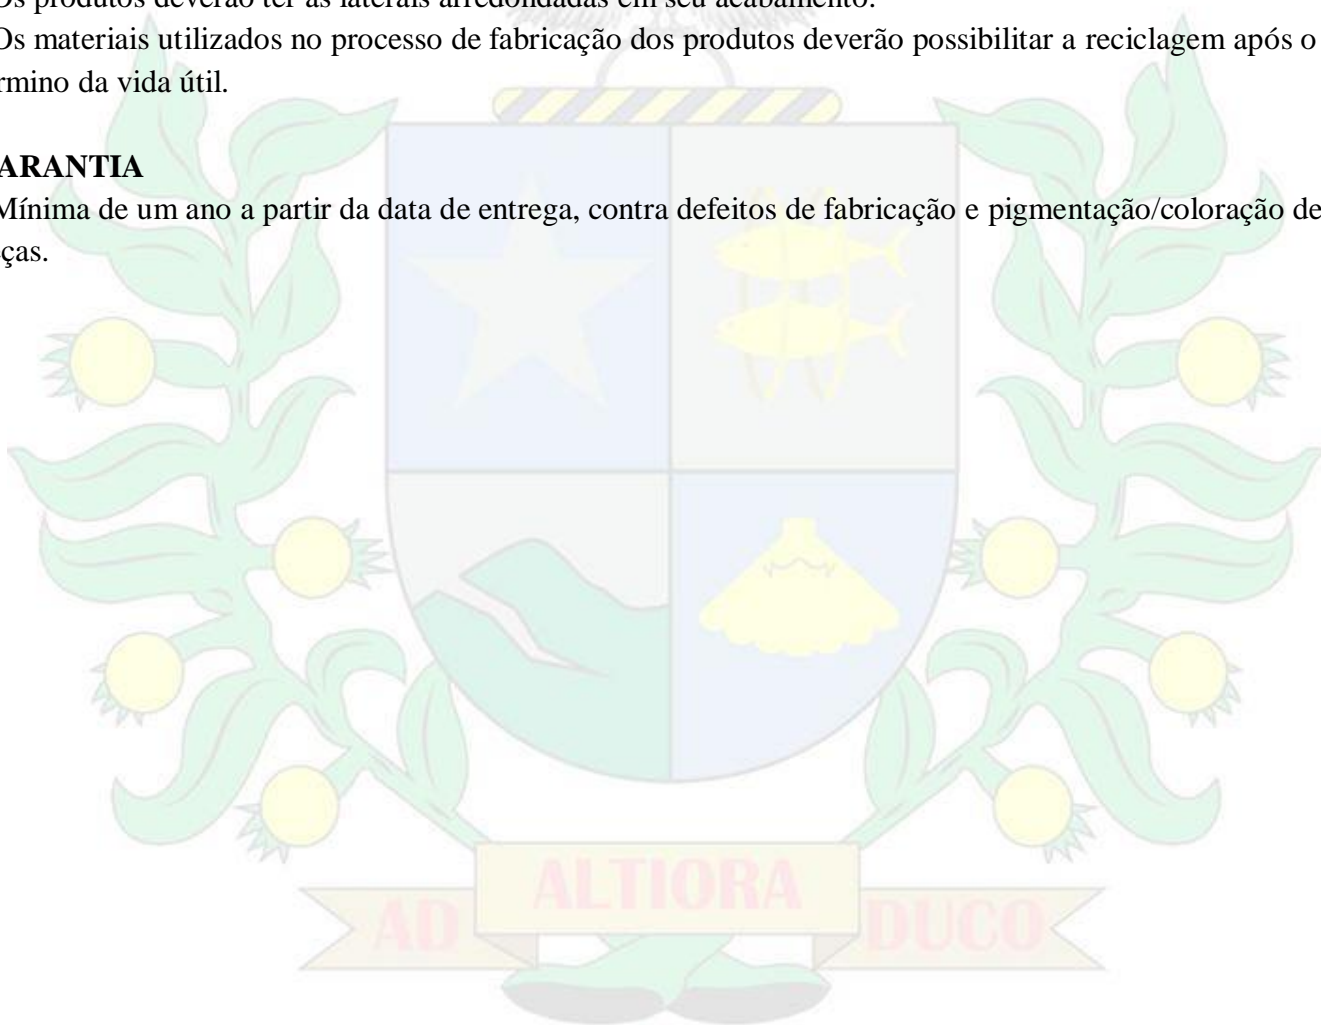 Os produtos deverão ter as laterais arredondadas em seu acabamento.
Os materiais utilizados no processo de fabricação dos produtos deverão possibilitar a reciclagem após o
rmino da vida útil.
ARANTIA
Mínima de um ano a partir da data de entrega, contra defeitos de fabricação e pigmentação/coloração de
ças.
ALTIORA
AD DUCO